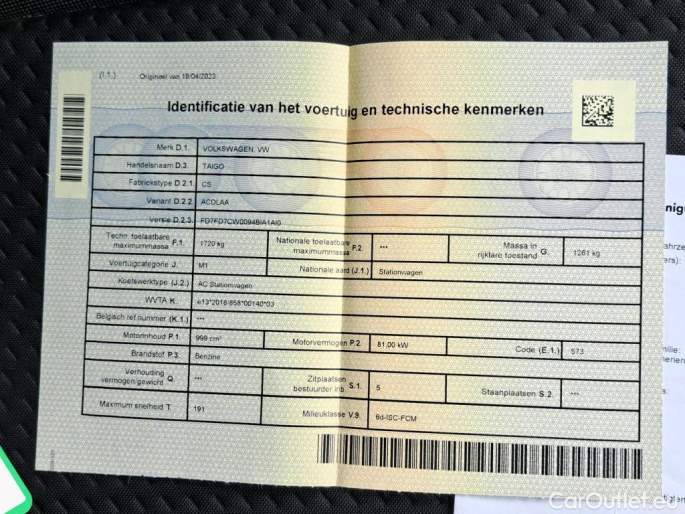 (I.1.) Origineel van 18/04/2023
Identificatie van het voertuig en technische kenmerken
Merk D.1. VOLKSWAGEN, VW
Handelsnaam D.3. TAIGO
Fabriekstype D.2.1. CS
Variant D.2.2. ACDLAA
Versie D.2.3. FD7FD7CW0094BIA1AI0
Techn. toelaatbare maximummassa F.1. 1720 kg Nationale toelaatbare maximummassa F.2. *** Massa in rijklare toestand G. 1261 kg
Voertuigcategorie J. M1 Nationale aard (J.1.) Stationwagen
Koetswerktype (J.2.) AC Stationwagen
WVTA K. e13*2018/858*00140*03
Belgisch ref.nummer (K.1.) ***
Motorinhoud P.1. 999 cm³ Motorvermogen P.2. 81,00 kW Code (E.1.) 573
Brandstof P.3. Benzine
Verhouding vermogen/gewicht Q. *** Zitplaatsen bestuurder inb. S.1. 5 Staanplaatsen S.2. ***
Maximum snelheid T. 191 Milieuklasse V.9. 6d-ISC-FCM
CarOutlet.eu